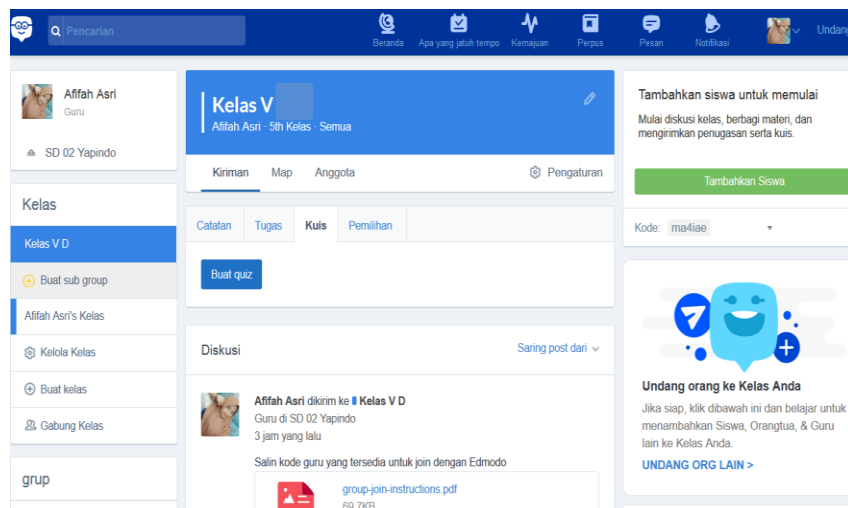 Pencarian
Beranda
Apa yang jatuh tempo
Kemajuan
Perpus
Pesan
Notifikasi
Undang
Afifah Asri
Guru
SD 02 Yapindo
Kelas
Kelas V D
Buat sub group
Afifah Asri's Kelas
Kelola Kelas
Buat kelas
Gabung Kelas
grup
Kelas V
Afifah Asri · 5th Kelas · Semua
Kiriman
Map
Anggota
Pengaturan
Catatan
Tugas
Kuis
Pemilihan
Buat quiz
Diskusi
Saring post dari
Afifah Asri dikirim ke Kelas V D
Guru di SD 02 Yapindo
3 jam yang lalu
Salin kode guru yang tersedia untuk join dengan Edmodo
group-join-instructions.pdf
69.7KB
Tambahkan siswa untuk memulai
Mulai diskusi kelas, berbagi materi, dan
mengirimkan penugasan serta kuis.
Tambahkan Siswa
Kode: ma4iae
Undang orang ke Kelas Anda
Jika siap, klik dibawah ini dan belajar untuk
menambahkan Siswa, Orangtua, & Guru
lain ke Kelas Anda.
UNDANG ORG LAIN >